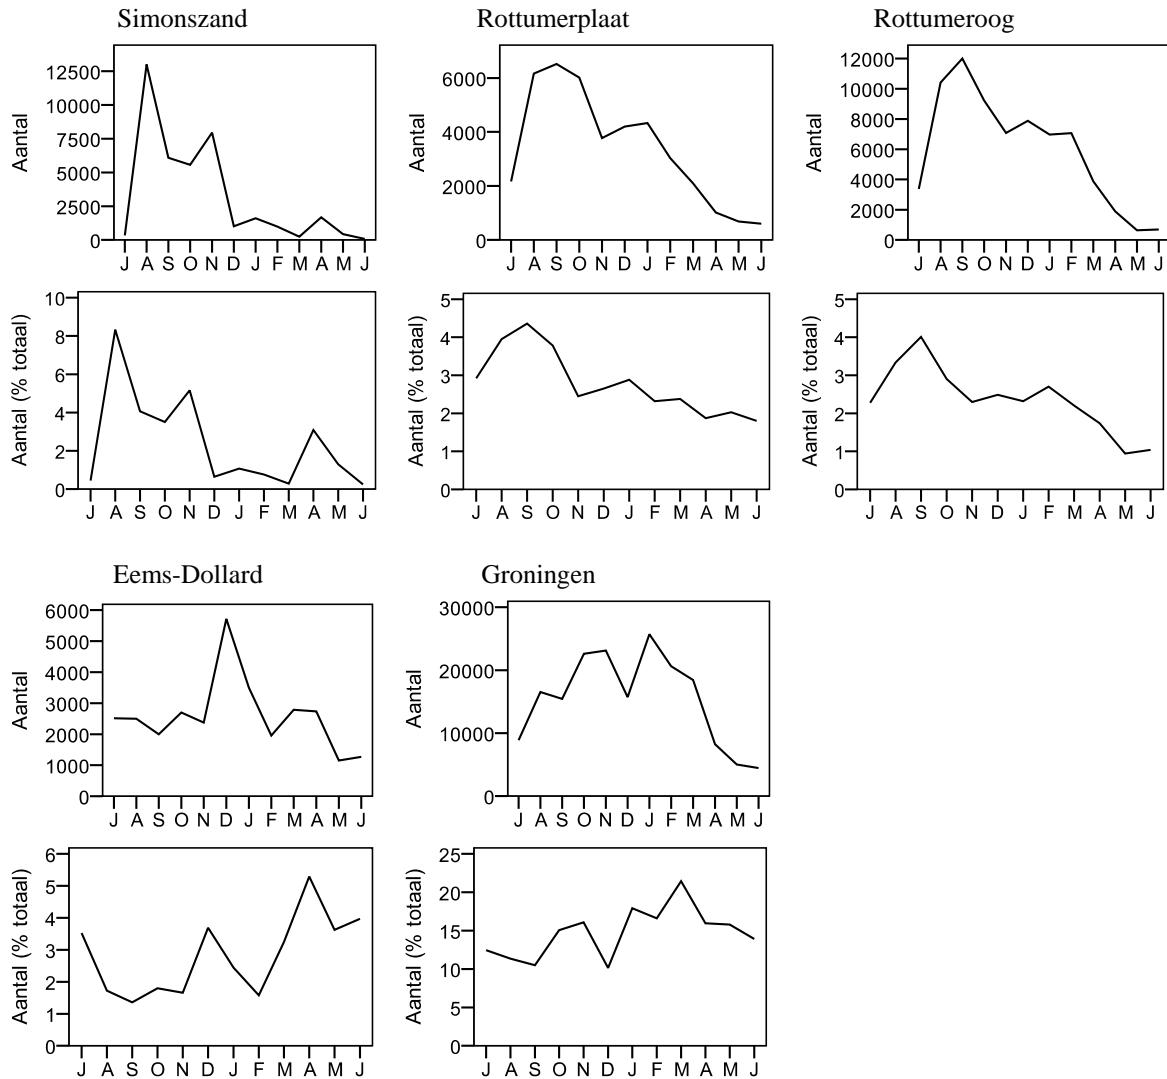 Simonszand Rottumerplaat Rottumeroog
Aantal
12500
10000
7500
5000
2500
0
J A S O N D J F M A M J
Aantal
6000
4000
2000
0
J A S O N D J F M A M J
Aantal
12000
10000
8000
6000
4000
2000
0
J A S O N D J F M A M J
Aantal (% totaal)
10
8
6
4
2
0
J A S O N D J F M A M J
Aantal (% totaal)
5
4
3
2
1
0
J A S O N D J F M A M J
Aantal (% totaal)
5
4
3
2
1
0
J A S O N D J F M A M J
Eems-Dollard Groningen
Aantal
6000
5000
4000
3000
2000
1000
0
J A S O N D J F M A M J
Aantal
30000
20000
10000
0
J A S O N D J F M A M J
Aantal (% totaal)
6
5
4
3
2
1
0
J A S O N D J F M A M J
Aantal (% totaal)
25
20
15
10
5
0
J A S O N D J F M A M J